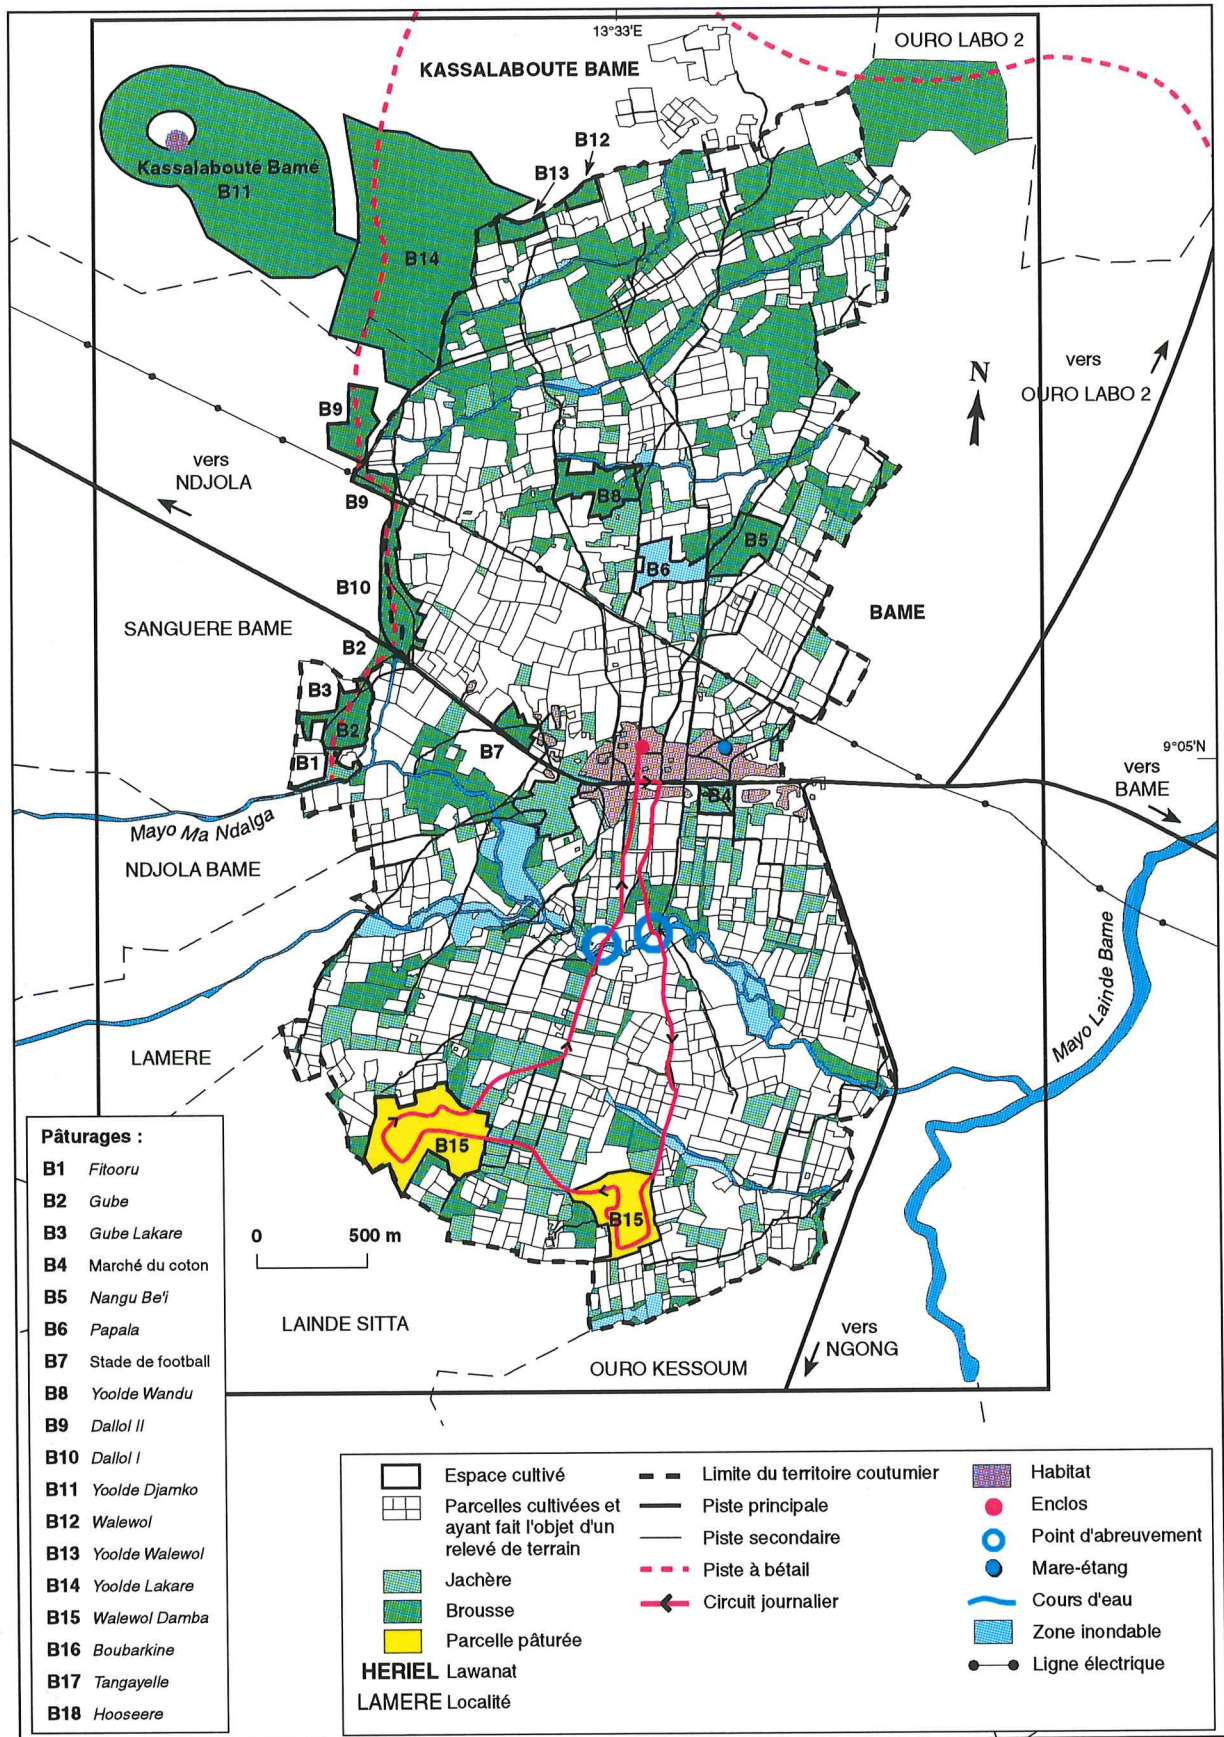 13°33'E
OURO LABO 2
KASSALABOUTE BAME
B12
B13
Kassalabouté Bamé
B11
B14
N
vers
OURO LABO 2
B9
vers
NDJOLA
B9
B8
B5
B6
B10
BAME
SANGUERE BAME
B2
B3
B2
B7
B1
9°05'N
vers
BAME
B4
Mayo Ma Ndalga
NDJOLA BAME
Mayo Lainde Bame
LAMERE
B15
B15
0 500 m
LAINDE SITTA
OURO KESSOUM
vers
NGONG
Pâturages :
B1 Fitooru
B2 Gube
B3 Gube Lakare
B4 Marché du coton
B5 Nangu Be'i
B6 Papala
B7 Stade de football
B8 Yoolde Wandu
B9 Dallol II
B10 Dallol I
B11 Yoolde Djamko
B12 Walewol
B13 Yoolde Walewol
B14 Yoolde Lakare
B15 Walewol Damba
B16 Boubarkine
B17 Tangayelle
B18 Hooseere
Espace cultivé
Parcelles cultivées et
ayant fait l'objet d'un
relevé de terrain
Jachère
Brousse
Parcelle pâturée
HERIEL Lawanat
LAMERE Localité
Limite du territoire coutumier
Piste principale
Piste secondaire
Piste à bétail
Circuit journalier
Habitat
Enclos
Point d'abreuvement
Mare-étang
Cours d'eau
Zone inondable
Ligne électrique